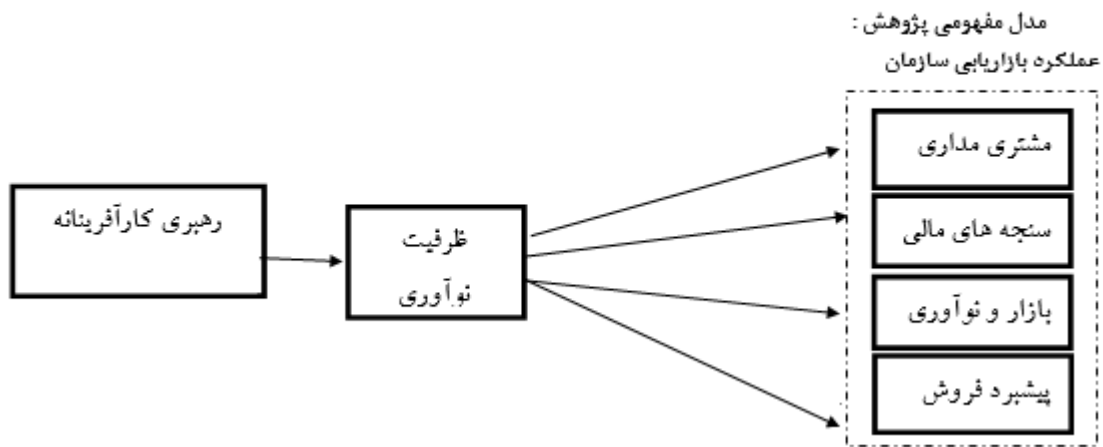 مدل مفهومی پژوهش :
عملکرد بازاریابی سازمان
مشتری مداری
رهبری کارآفرینانه
ظرفیت
نوآوری
سنجه های مالی
بازار و نوآوری
پیشبرد فروش